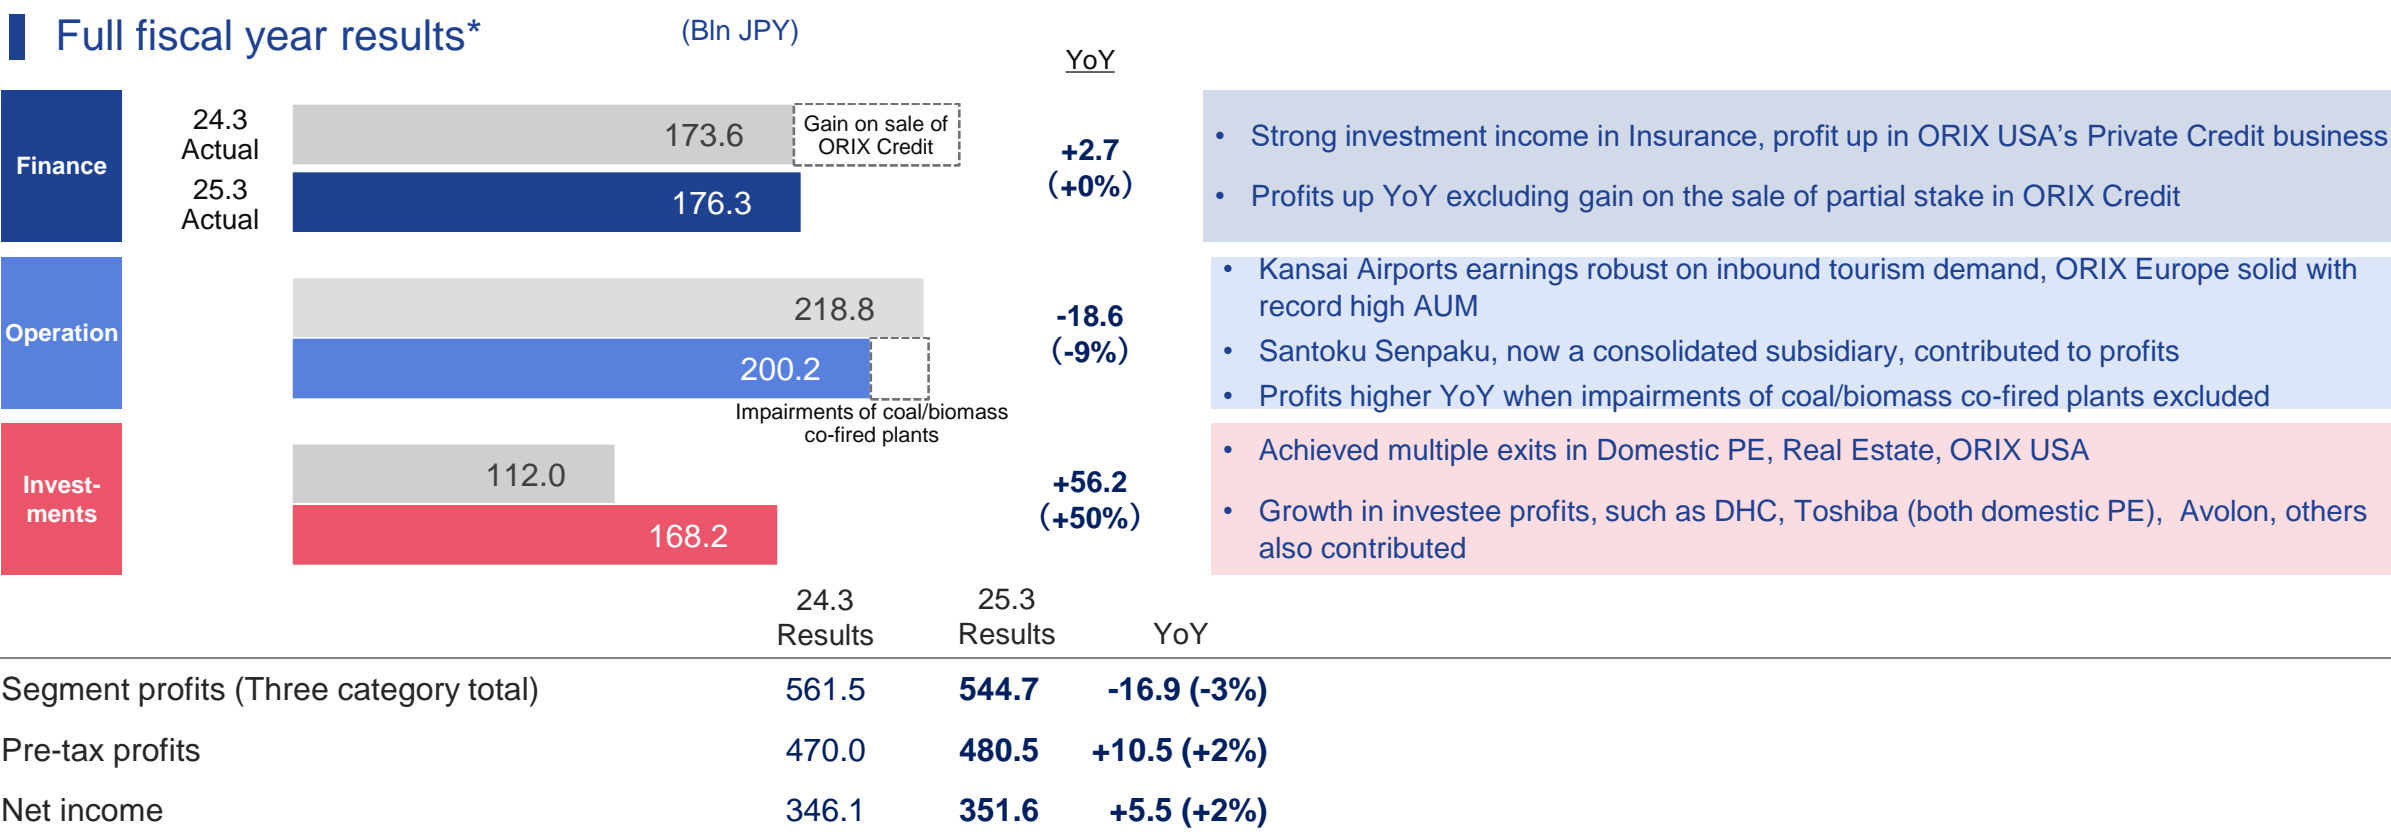 Full fiscal year results*
(Bln JPY)
YoY
Finance
24.3
Actual
25.3
Actual
173.6
Gain on sale of
ORIX Credit
176.3
+2.7
(+0%)
• Strong investment income in Insurance, profit up in ORIX USA’s Private Credit business
• Profits up YoY excluding gain on the sale of partial stake in ORIX Credit
Operation
218.8
200.2
Impairments of coal/biomass
co-fired plants
-18.6
(-9%)
• Kansai Airports earnings robust on inbound tourism demand, ORIX Europe solid with
record high AUM
• Santoku Senpaku, now a consolidated subsidiary, contributed to profits
• Profits higher YoY when impairments of coal/biomass co-fired plants excluded
Invest-
ments
112.0
168.2
+56.2
(+50%)
• Achieved multiple exits in Domestic PE, Real Estate, ORIX USA
• Growth in investee profits, such as DHC, Toshiba (both domestic PE), Avolon, others
also contributed
24.3
Results
25.3
Results
YoY
Segment profits (Three category total) 561.5 544.7 -16.9 (-3%)
Pre-tax profits 470.0 480.5 +10.5 (+2%)
Net income 346.1 351.6 +5.5 (+2%)